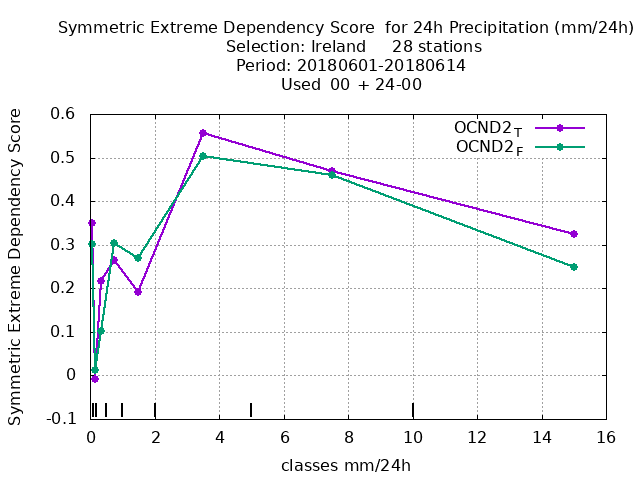 Symmetric Extreme Dependency Score  for 24h Precipitation (mm/24h)
Selection: Ireland     28 stations
Period: 20180601-20180614
Used  00 + 24-00
Symmetric Extreme Dependency Score
0.6
0.5
0.4
0.3
0.2
0.1
0
-0.1
OCND2T
OCND2F
0 2 4 6 8 10 12 14 16
classes mm/24h